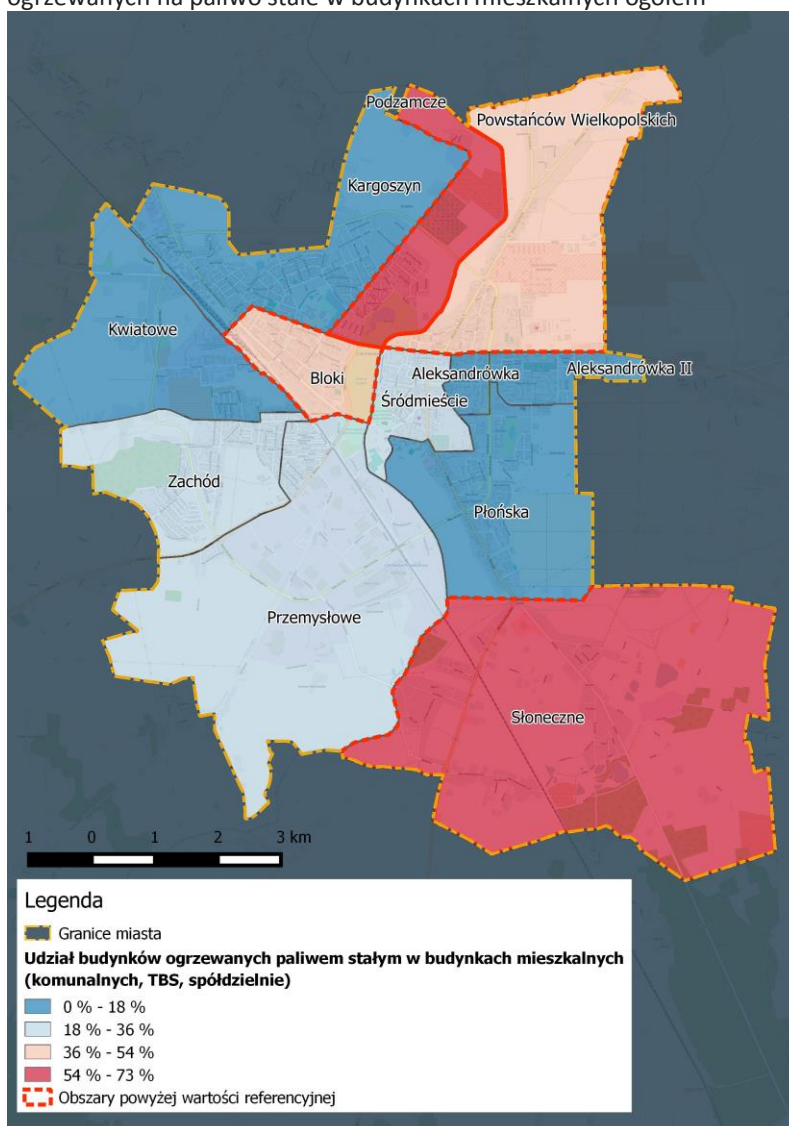 ogrzewanych na paliwo stałe w budynkach mieszkalnych ogółem
Podzamcze
Powstańców Wielkopolskich
Kargoszyn
Kwiatowe
Bloki
Aleksandrówka
Aleksandrówka II
Śródmieście
Zachód
Płońska
Przemysłowe
Słoneczne
1 0 1 2 3 km
Legenda
Granice miasta
Udział budynków ogrzewanych paliwem stałym w budynkach mieszkalnych
(komunalnych, TBS, spółdzielnie)
0 % - 18 %
18 % - 36 %
36 % - 54 %
54 % - 73 %
Obszary powyżej wartości referencyjnej